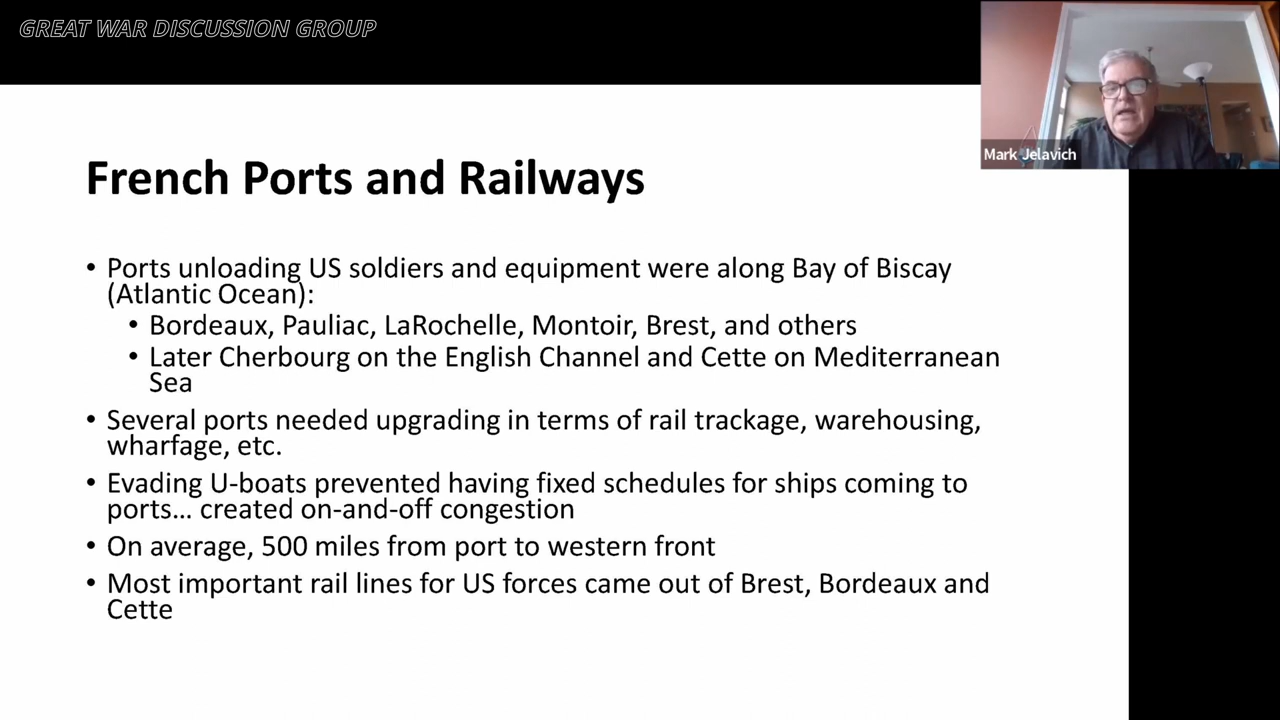 GREAT WAR DISCUSSION GROUP
Mark Jelavich
French Ports and Railways
• Ports unloading US soldiers and equipment were along Bay of Biscay
(Atlantic Ocean):
• Bordeaux, Pauliac, LaRochelle, Montoir, Brest, and others
• Later Cherbourg on the English Channel and Cette on Mediterranean
Sea
• Several ports needed upgrading in terms of rail trackage, warehousing,
wharfage, etc.
• Evading U-boats prevented having fixed schedules for ships coming to
ports... created on-and-off congestion
• On average, 500 miles from port to western front
• Most important rail lines for US forces came out of Brest, Bordeaux and
Cette